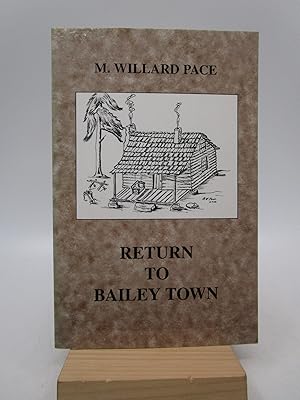 M. WILLARD PACE
RETURN
TO
BAILEY TOWN